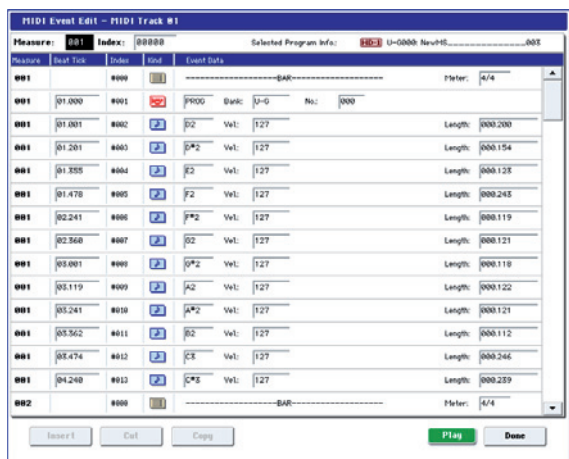 MIDI Event Edit – MIDI Track #1
Measure: 001 Index: 00000 Selected Program Info.: HD-1 U-G000: NewMS 00%
Measure Beat Tick Index Kind Event Data
001 #000 BAR Meter: 4/4
001 01.000 #001 PROG Bank: U-G No.: 000
001 01.001 #002 D2 Vel: 127 Length: 000.200
001 01.201 #003 D#2 Vel: 127 Length: 000.154
001 01.355 #004 E2 Vel: 127 Length: 000.123
001 01.478 #005 F2 Vel: 127 Length: 000.243
001 02.241 #006 F#2 Vel: 127 Length: 000.119
001 02.360 #007 G2 Vel: 127 Length: 000.121
001 03.001 #008 G#2 Vel: 127 Length: 000.118
001 03.119 #009 A2 Vel: 127 Length: 000.122
001 03.241 #010 A#2 Vel: 127 Length: 000.121
001 03.362 #011 B2 Vel: 127 Length: 000.112
001 03.474 #012 C3 Vel: 127 Length: 000.246
001 04.240 #013 C#3 Vel: 127 Length: 000.239
002 #000 BAR Meter: 4/4
Insert Cut Copy Play Done